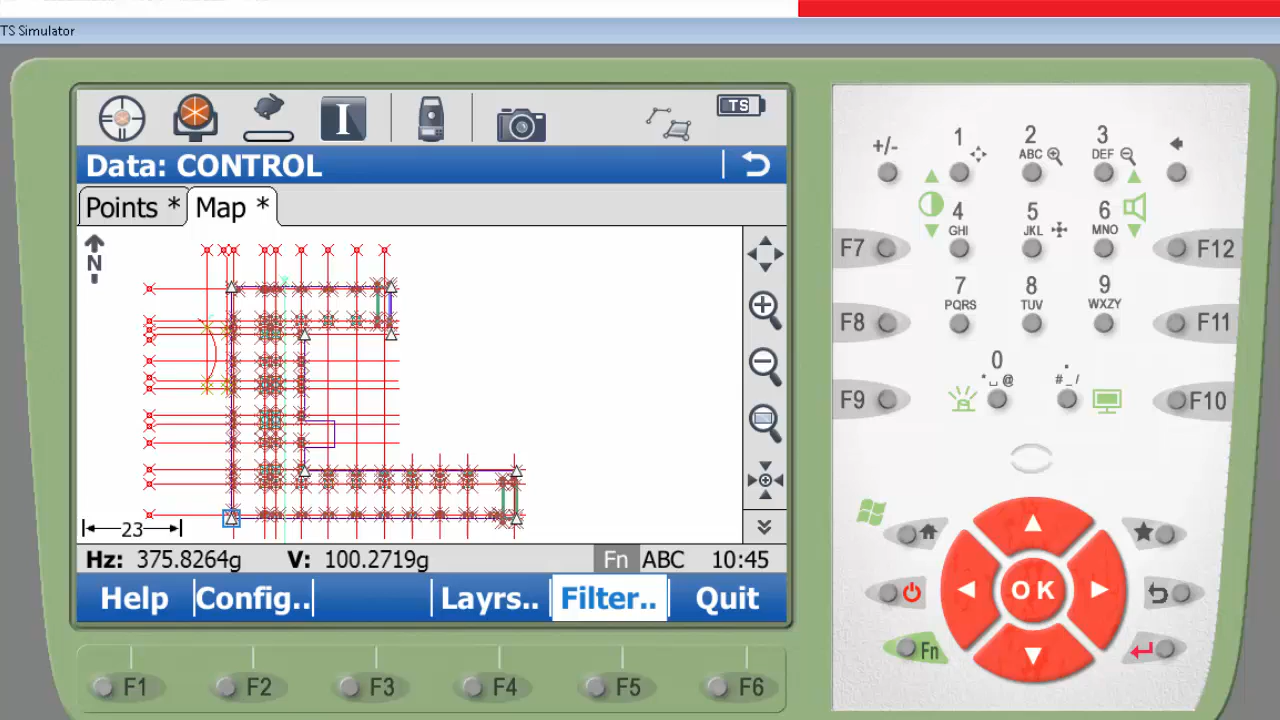 TS Simulator
I
TS
Data: CONTROL
Points *
Map *
N
23
Hz: 375.8264g V: 100.2719g Fn ABC 10:45
Help Config.. Layrs.. Filter.. Quit
F1 F2 F3 F4 F5 F6
+/- 1 2 3
ABC DEF
F7 4 5 6 F12
GHI JKL MNO
F8 7 8 9 F11
PQRS TUV WXYZ
F9 0 . F10
*␣@ #_/
OK
Fn